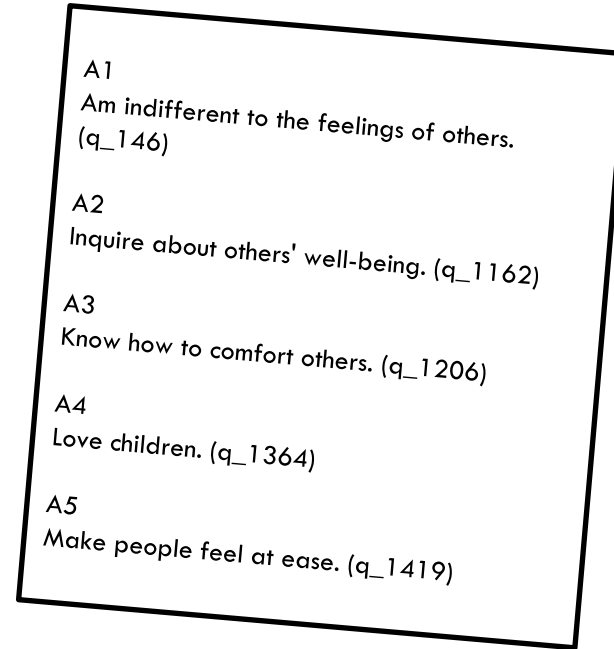 A1
Am indifferent to the feelings of others.
(q_146)
A2
Inquire about others' well-being. (q_1162)
A3
Know how to comfort others. (q_1206)
A4
Love children. (q_1364)
A5
Make people feel at ease. (q_1419)